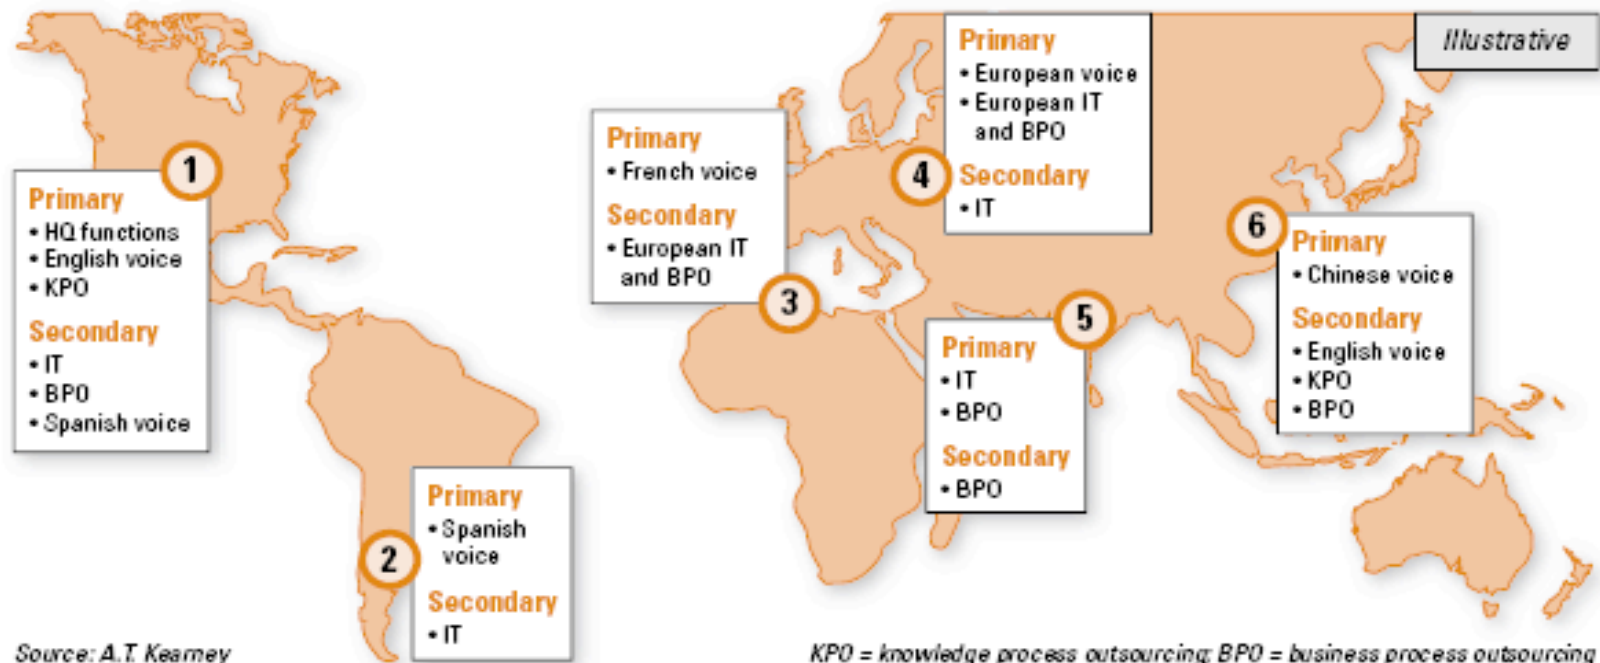 Illustrative
1
Primary
• HQ functions
• English voice
• KPO
Secondary
• IT
• BPO
• Spanish voice
2
Primary
• Spanish
voice
Secondary
• IT
3
Primary
• French voice
Secondary
• European IT
and BPO
4
Primary
• European voice
• European IT
and BPO
Secondary
• IT
5
Primary
• IT
• BPO
Secondary
• BPO
6
Primary
• Chinese voice
Secondary
• English voice
• KPO
• BPO
Source: A.T. Kearney
KPO = knowledge process outsourcing; BPO = business process outsourcing